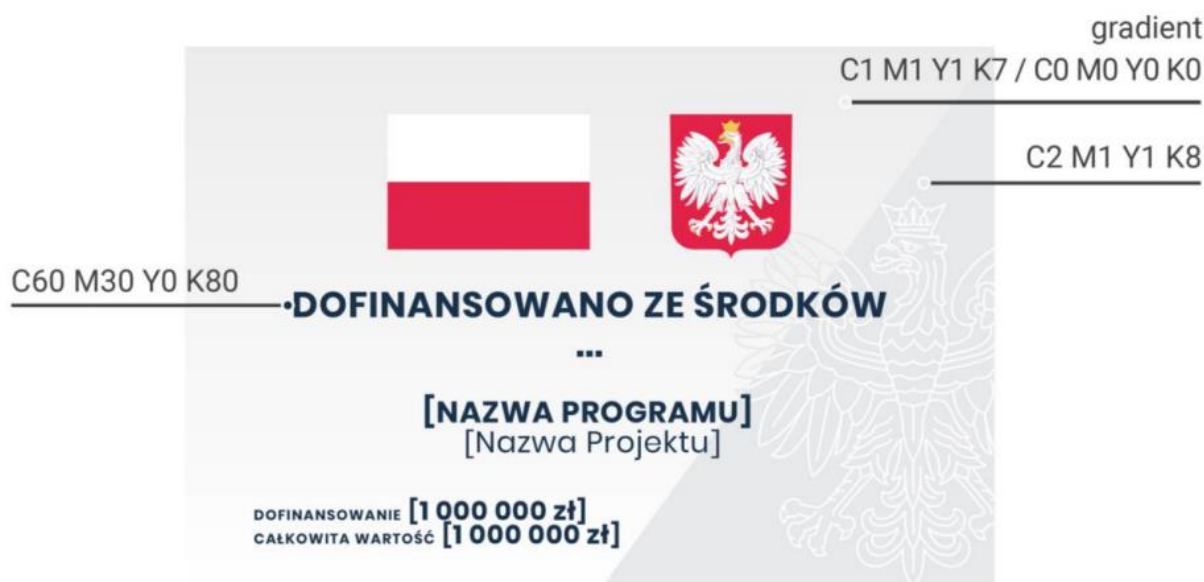 gradient
C1 M1 Y1 K7 / C0 M0 Y0 K0
C2 M1 Y1 K8
C60 M30 Y0 K80
DOFINANSOWANO ZE ŚRODKÓW
...
[NAZWA PROGRAMU]
[Nazwa Projektu]
DOFINANSOWANIE [1 000 000 zł]
CAŁKOWITA WARTOŚĆ [1 000 000 zł]